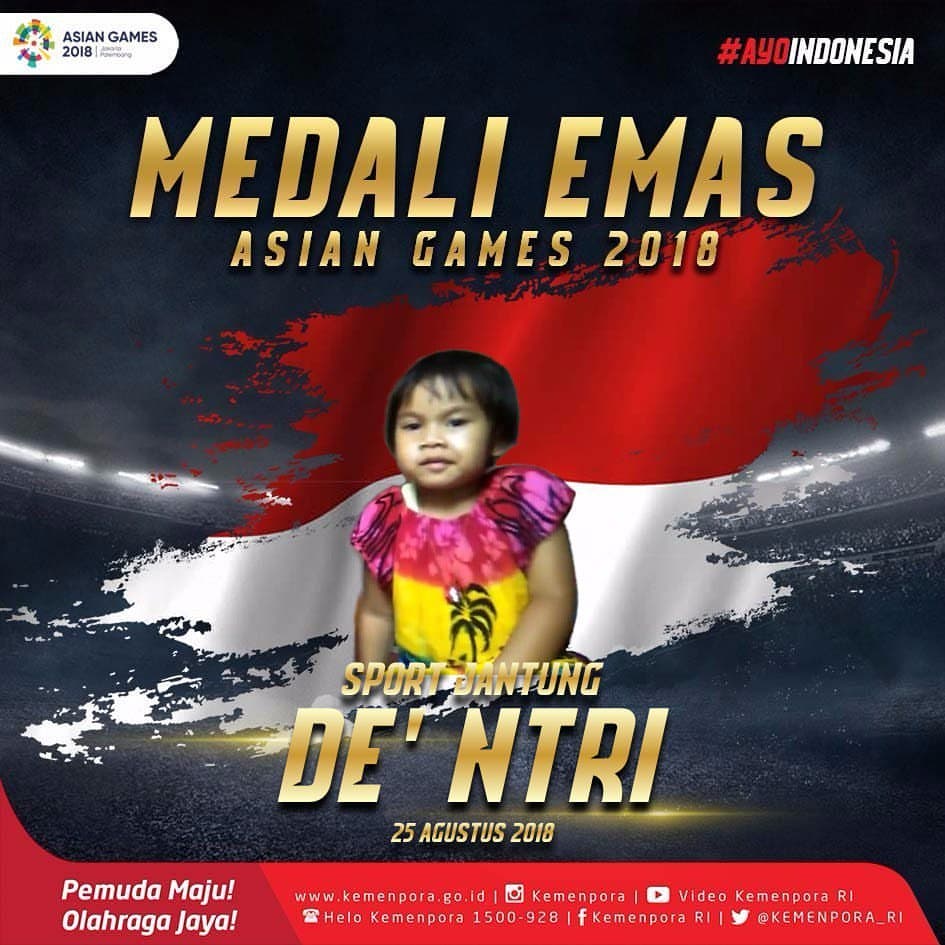 ASIAN GAMES
2018 | Jakarta Palembang
#AYOINDONESIA
MEDALI EMAS
ASIAN GAMES 2018
SPORT JANTUNG
DE' NTRI
25 AGUSTUS 2018
Pemuda Maju!
Olahraga Jaya!
www.kemenpora.go.id | Kemenpora | Video Kemenpora RI
Helo Kemenpora 1500-928 | f Kemenpora RI | @KEMENPORA_RI